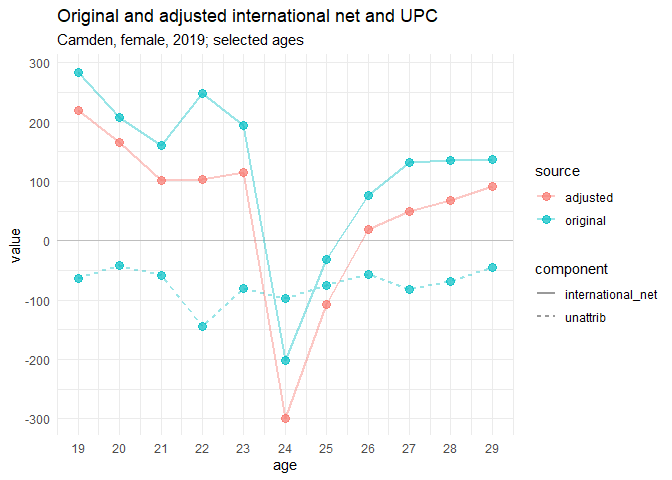 Original and adjusted international net and UPC
Camden, female, 2019; selected ages
300
200
100
0
-100
-200
-300
value
19 20 21 22 23 24 25 26 27 28 29
age
source
adjusted
original
component
international_net
unattrib